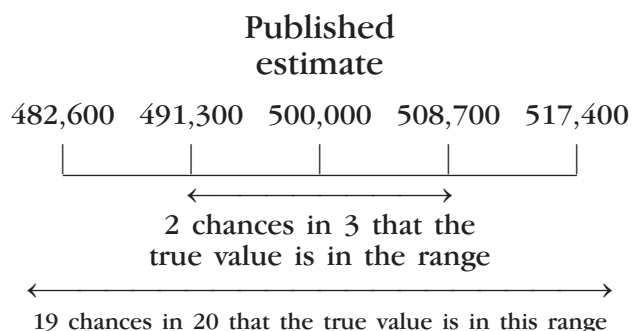 Published
estimate
482,600 491,300 500,000 508,700 517,400
2 chances in 3 that the
true value is in the range
19 chances in 20 that the true value is in this range